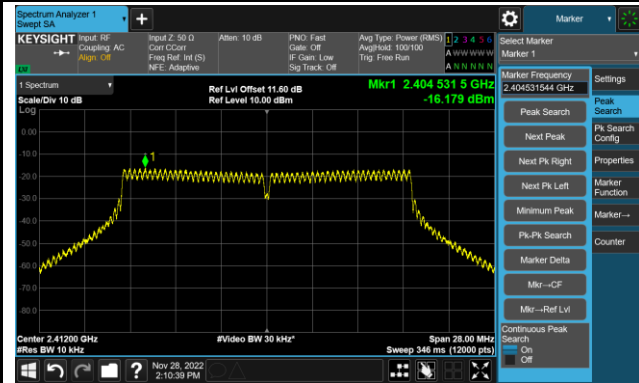 Spectrum Analyzer 1
Swept SA
Marker
KEYSIGHT
Input: RF
Coupling: AC
Align: Off
Input Z: 50 Ω
Corr CCorr
Freq Ref: Int (S)
NFE: Adaptive
Atten: 10 dB
PNO: Fast
Gate: Off
IF Gain: Low
Sig Track: Off
Avg Type: Power (RMS)
Avg|Hold: 100/100
Trig: Free Run
1 2 3 4 5 6
A W W W W W
A N N N N N
Select Marker
Marker 1
1 Spectrum
Scale/Div 10 dB
Log
Ref Lvl Offset 11.60 dB
Ref Level 10.00 dBm
Mkr1 2.404 531 5 GHz
-16.179 dBm
0.00
-10.0
-20.0
-30.0
-40.0
-50.0
-60.0
-70.0
-80.0
1
Center 2.41200 GHz
#Res BW 10 kHz
#Video BW 30 kHz*
Span 28.00 MHz
Sweep 346 ms (12000 pts)
Marker Frequency
2.404531544 GHz
Peak Search
Next Peak
Next Pk Right
Next Pk Left
Minimum Peak
Pk-Pk Search
Marker Delta
Mkr→CF
Mkr→Ref Lvl
Continuous Peak
Search
On
Off
Settings
Peak
Search
Pk Search
Config
Properties
Marker
Function
Marker→
Counter
Nov 28, 2022
2:10:39 PM